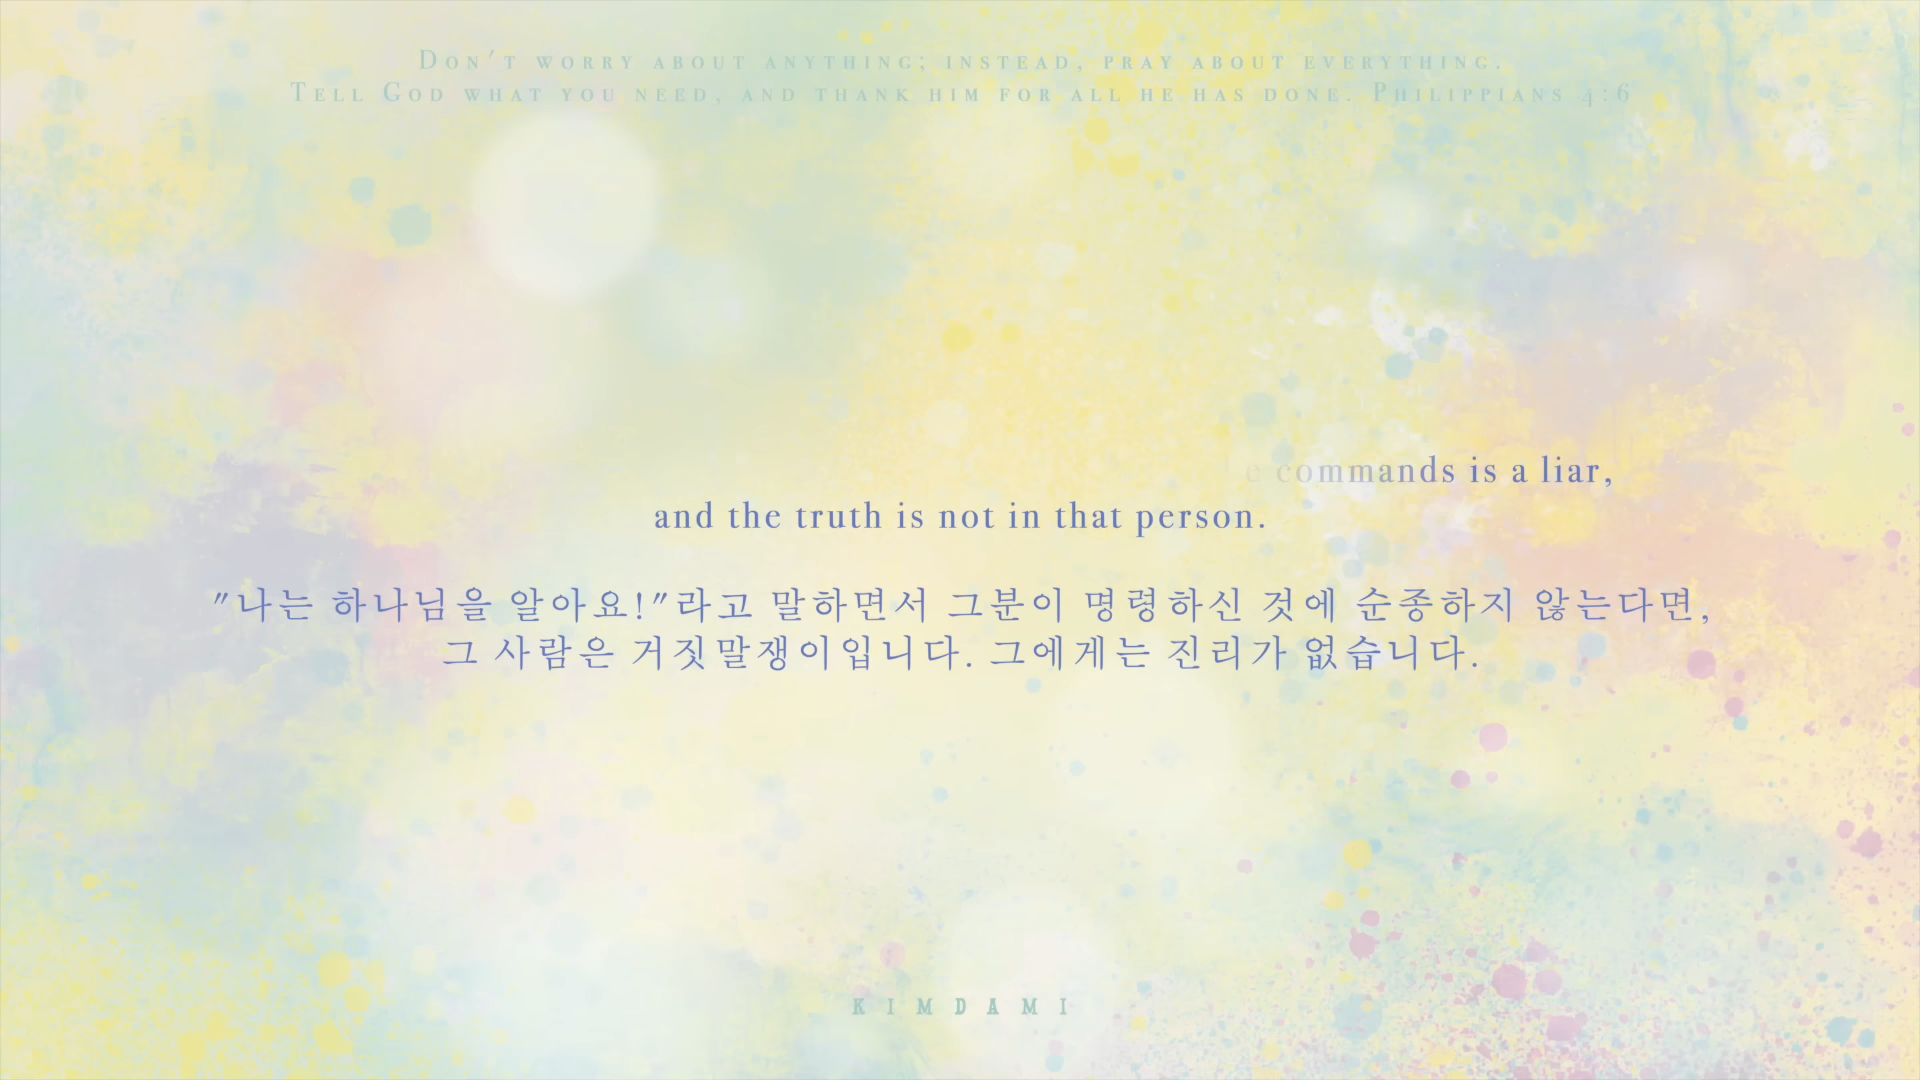 Don't worry about anything; instead, pray about everything.
Tell God what you need, and thank him for all he has done. Philippians 4:6
commands is a liar,
and the truth is not in that person.
"나는 하나님을 알아요!"라고 말하면서 그분이 명령하신 것에 순종하지 않는다면,
그 사람은 거짓말쟁이입니다. 그에게는 진리가 없습니다.
KIMDAMI